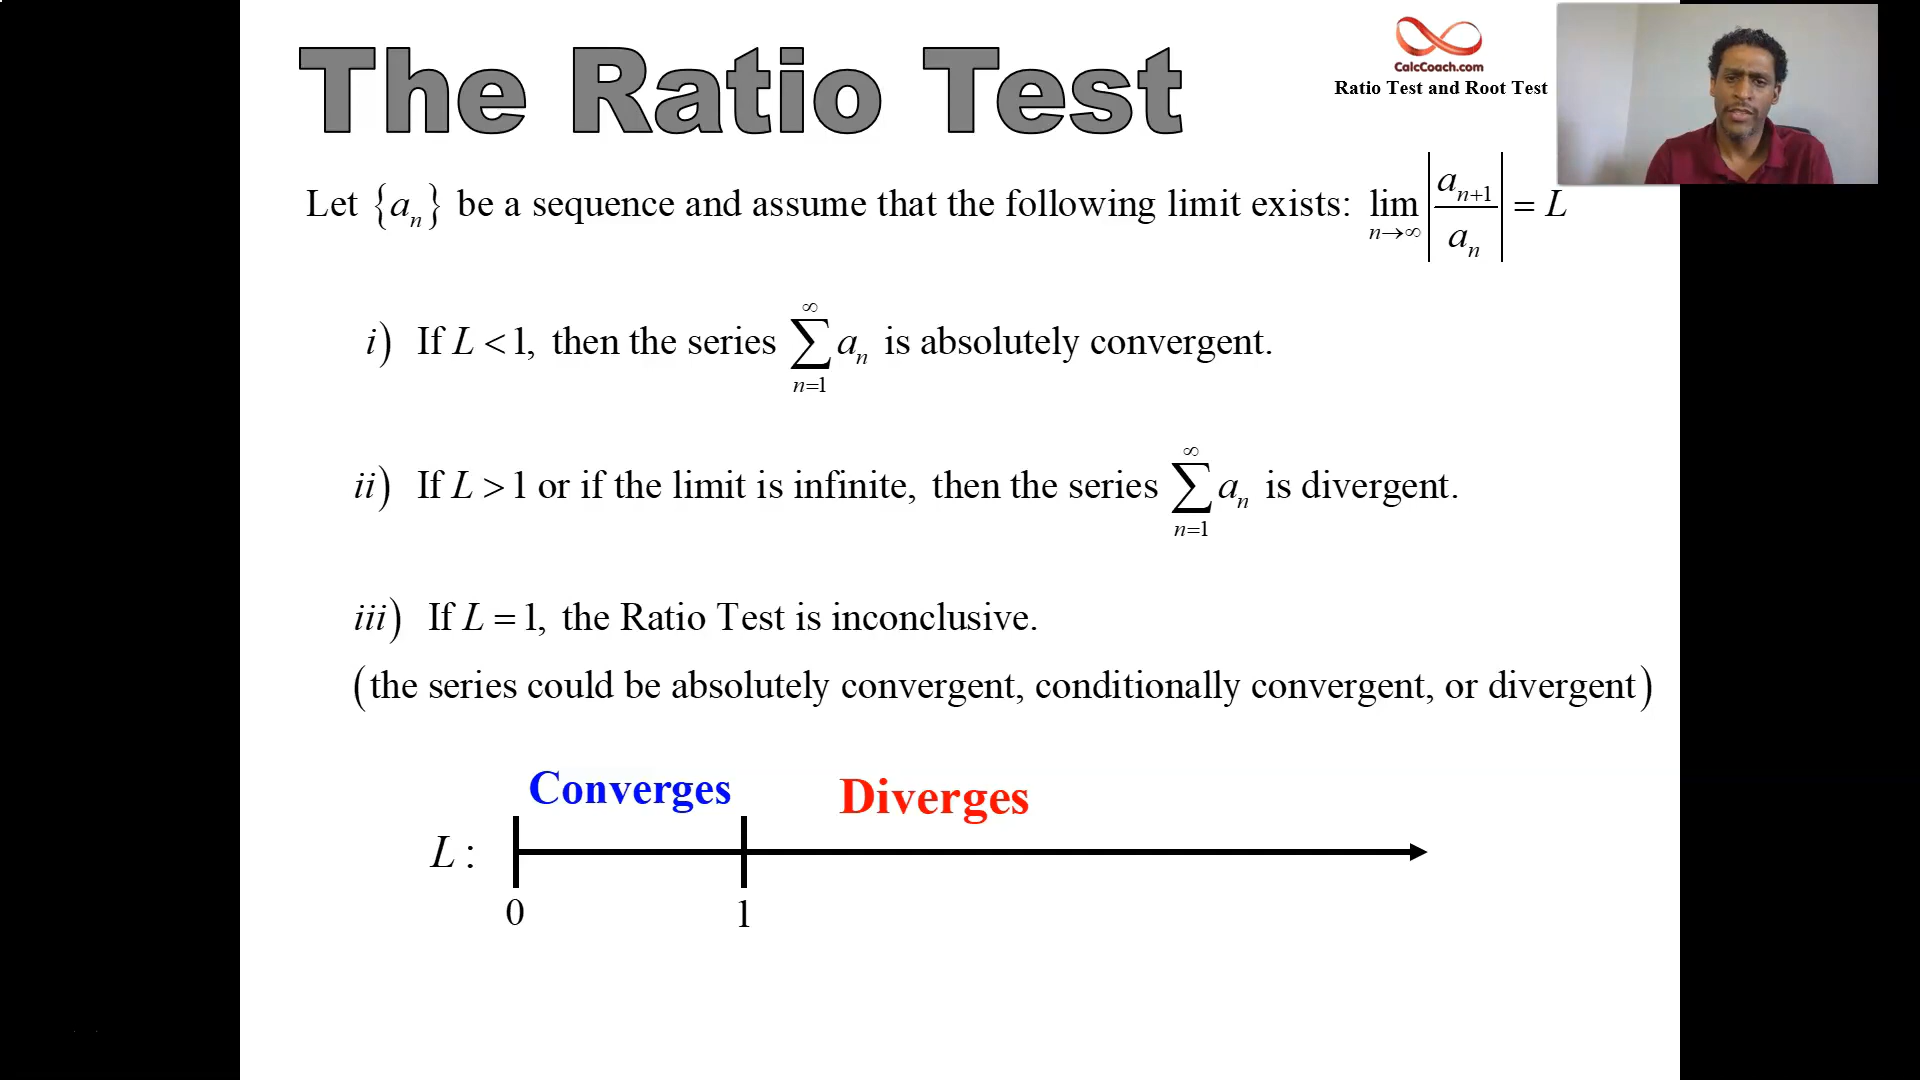 The Ratio Test
CalcCoach.com
Ratio Test and Root Test
Let {aₙ} be a sequence and assume that the following limit exists: lim n→∞ |aₙ₊₁/aₙ| = L
i) If L < 1, then the series ∑ₙ₌₁^∞ aₙ is absolutely convergent.
ii) If L > 1 or if the limit is infinite, then the series ∑ₙ₌₁^∞ aₙ is divergent.
iii) If L = 1, the Ratio Test is inconclusive.
(the series could be absolutely convergent, conditionally convergent, or divergent)
Converges Diverges
L:
0 1